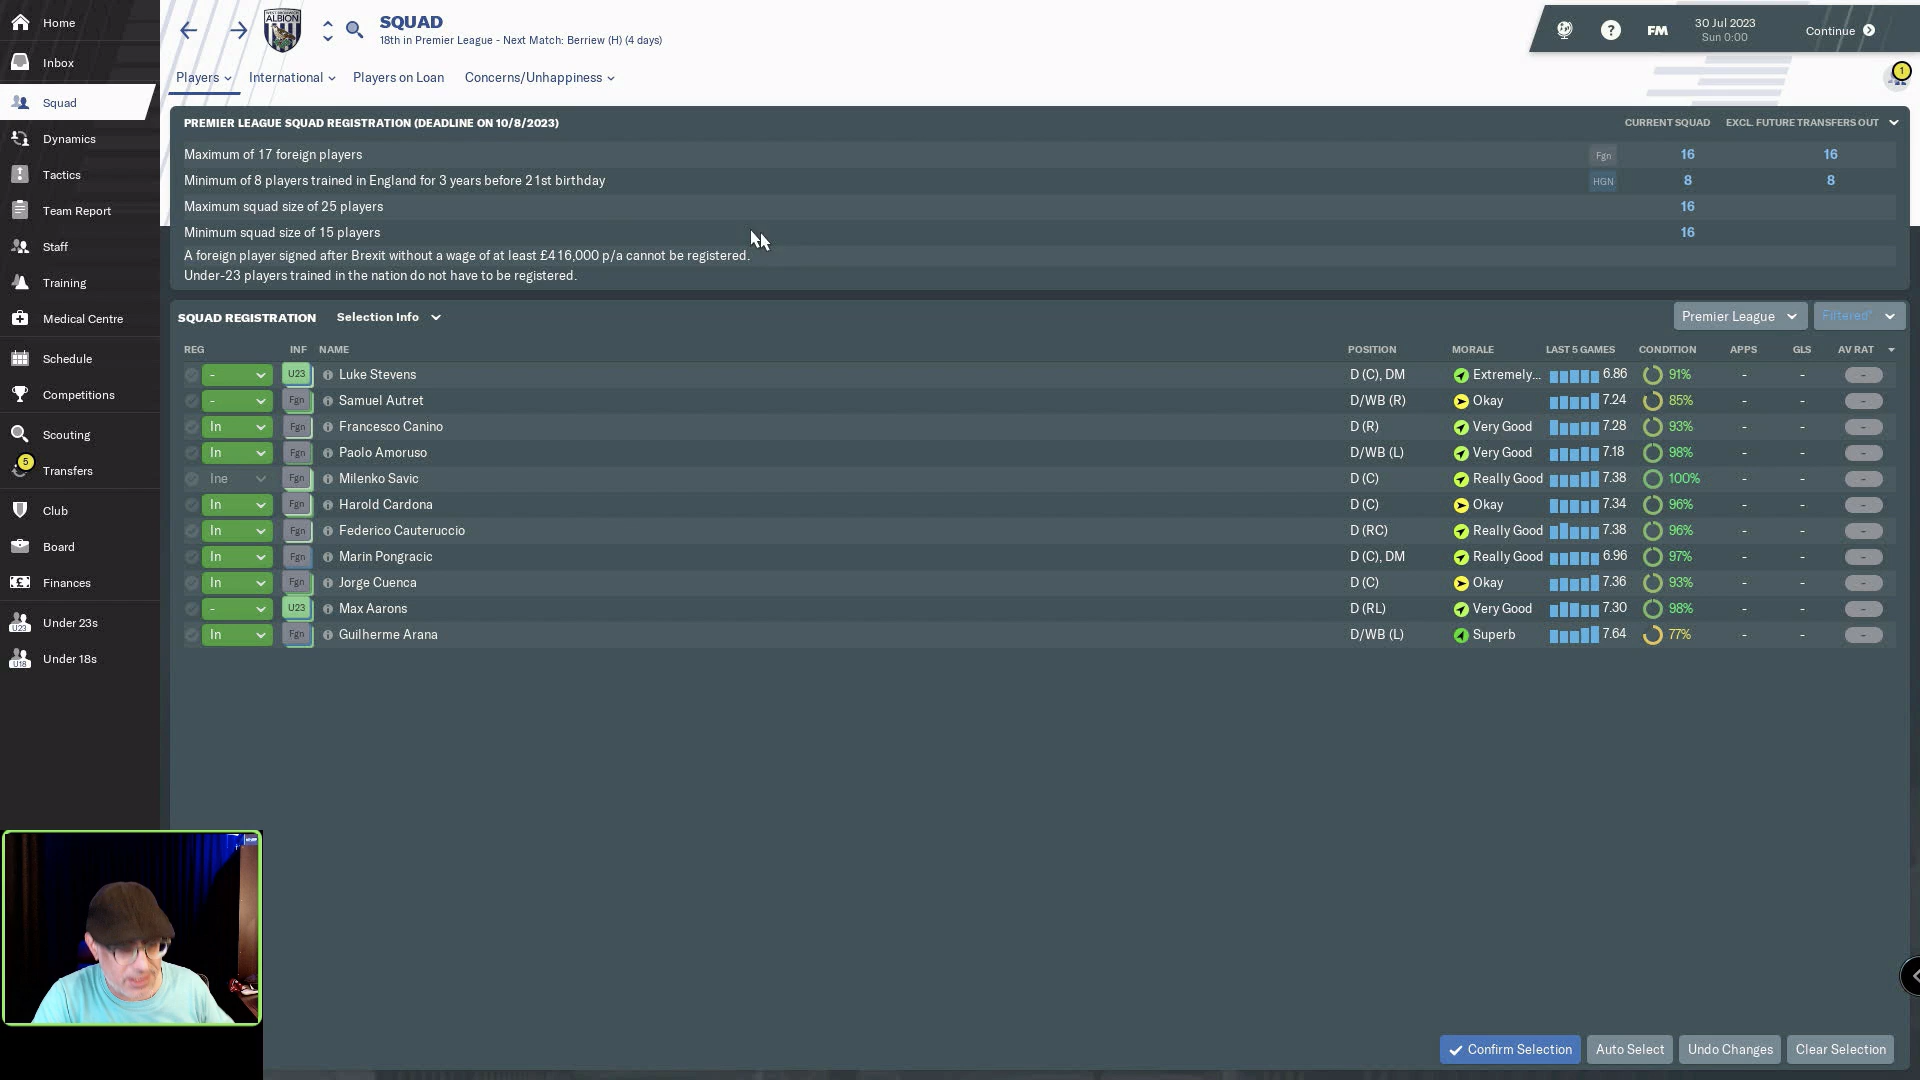 Home
Inbox
Squad
Dynamics
Tactics
Team Report
Staff
Training
Medical Centre
Schedule
Competitions
Scouting
5
Transfers
Club
Board
Finances
U23
Under 23s
U18
Under 18s
ALBION
SQUAD
18th in Premier League - Next Match: Berriew (H) (4 days)
FM
30 Jul 2023
Sun 0:00
Continue
Players
International
Players on Loan
Concerns/Unhappiness
1
PREMIER LEAGUE SQUAD REGISTRATION (DEADLINE ON 10/8/2023) CURRENT SQUAD EXCL. FUTURE TRANSFERS OUT
Maximum of 17 foreign players Fgn 16 16
Minimum of 8 players trained in England for 3 years before 21st birthday HGN 8 8
Maximum squad size of 25 players 16
Minimum squad size of 15 players 16
A foreign player signed after Brexit without a wage of at least £416,000 p/a cannot be registered.
Under-23 players trained in the nation do not have to be registered.
SQUAD REGISTRATION Selection Info Premier League Filtered*
REG INF NAME POSITION MORALE LAST 5 GAMES CONDITION APPS GLS AV RAT
- U23 Luke Stevens D (C), DM Extremely... 6.86 91% - - -
- Fgn Samuel Autret D/WB (R) Okay 7.24 85% - - -
In Fgn Francesco Canino D (R) Very Good 7.28 93% - - -
In Fgn Paolo Amoruso D/WB (L) Very Good 7.18 98% - - -
Ine Fgn Milenko Savic D (C) Really Good 7.38 100% - - -
In Fgn Harold Cardona D (C) Okay 7.34 96% - - -
In Fgn Federico Cauteruccio D (RC) Really Good 7.38 96% - - -
In Fgn Marin Pongracic D (C), DM Really Good 6.96 97% - - -
In Fgn Jorge Cuenca D (C) Okay 7.36 93% - - -
- U23 Max Aarons D (RL) Very Good 7.30 98% - - -
In Fgn Guilherme Arana D/WB (L) Superb 7.64 77% - - -
Confirm Selection Auto Select Undo Changes Clear Selection